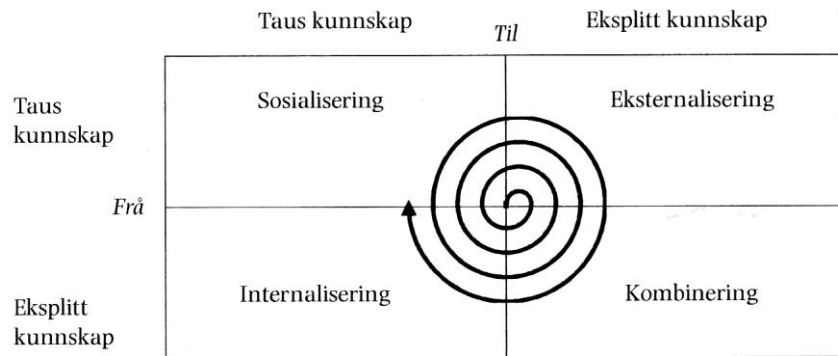 Taus kunnskap
Til
Eksplitt kunnskap
Taus
kunnskap
Sosialisering
Eksternalisering
Frå
Eksplitt
kunnskap
Internalisering
Kombinering